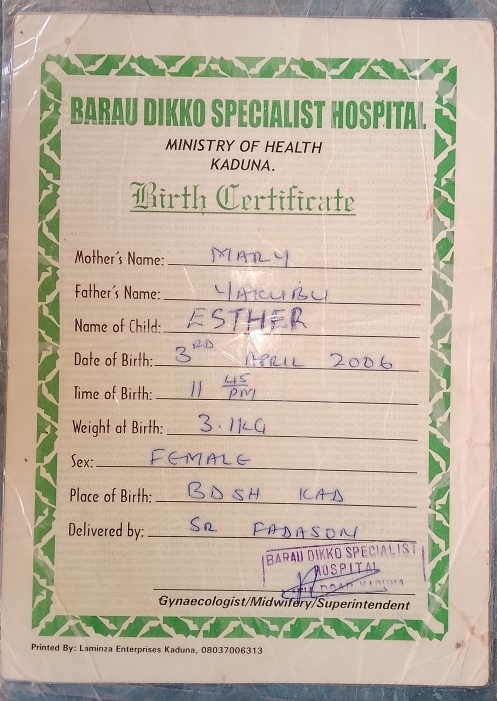 BARAU DIKKO SPECIALIST HOSPITAL
MINISTRY OF HEALTH
KADUNA.
Birth Certificate
Mother's Name: MARY
Father's Name: YAKUBU
Name of Child: ESTHER
Date of Birth: 3RD APRIL 2006
Time of Birth: 11 45 PM
Weight at Birth: 3.1KG
Sex: FEMALE
Place of Birth: BDSH KAD
Delivered by: SR FADASON
BARAU DIKKO SPECIALIST
HOSPITAL
ROAD KADUNA
Gynaecologist/Midwifery/Superintendent
Printed By: Laminza Enterprises Kaduna, 08037006313